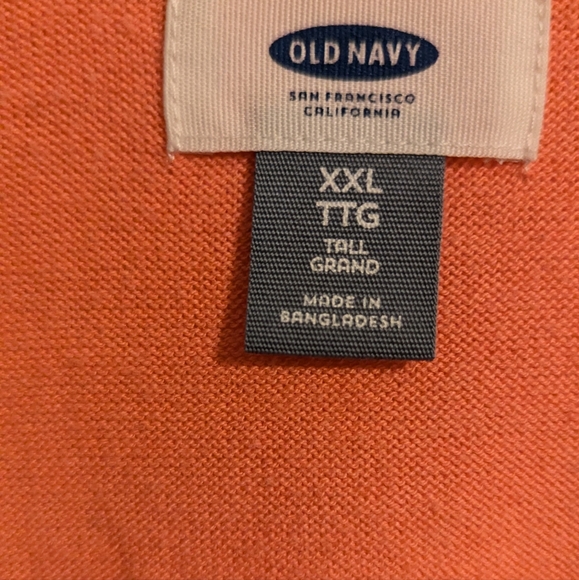 OLD NAVY
SAN FRANCISCO
CALIFORNIA
XXL
TTG
TALL
GRAND
MADE IN
BANGLADESH